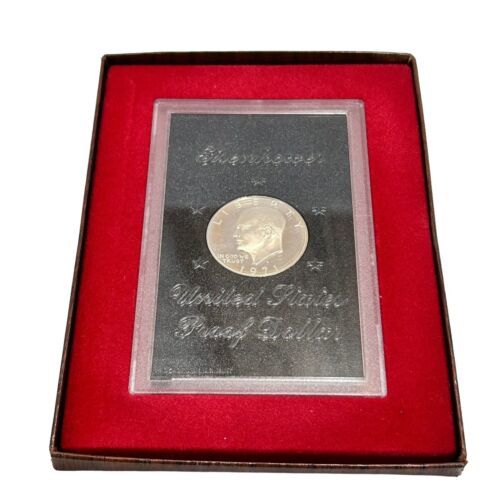 Eisenhower
LIBERTY
IN GOD WE
TRUST
1971
United States
Proof Dollar